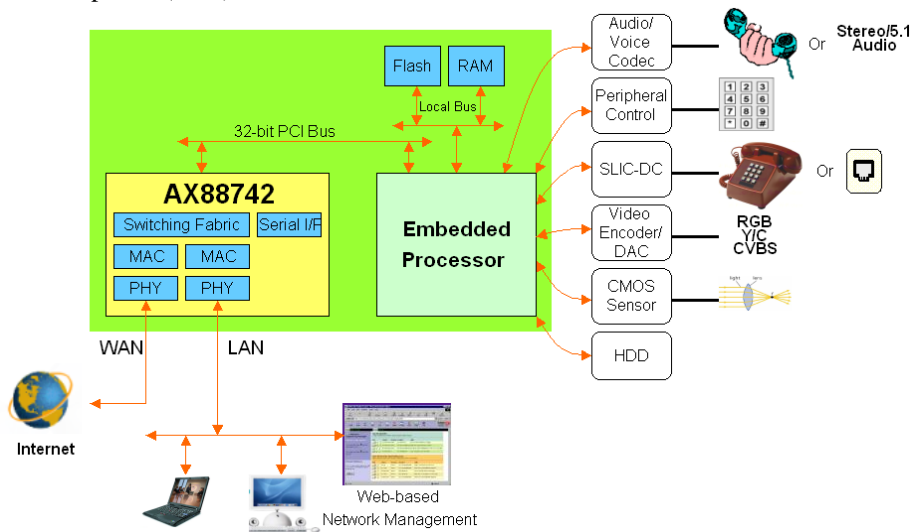 Audio/
Voice
Codec
Or
Stereo/5.1
Audio
Flash
RAM
Local Bus
Peripheral
Control
1 2 3
4 5 6
7 8 9
* 0 #
32-bit PCI Bus
SLIC-DC
Or
AX88742
Switching Fabric
Serial I/F
MAC
MAC
PHY
PHY
Embedded
Processor
Video
Encoder/
DAC
RGB
Y/C
CVBS
CMOS
Sensor
HDD
WAN
LAN
Internet
Web-based
Network Management